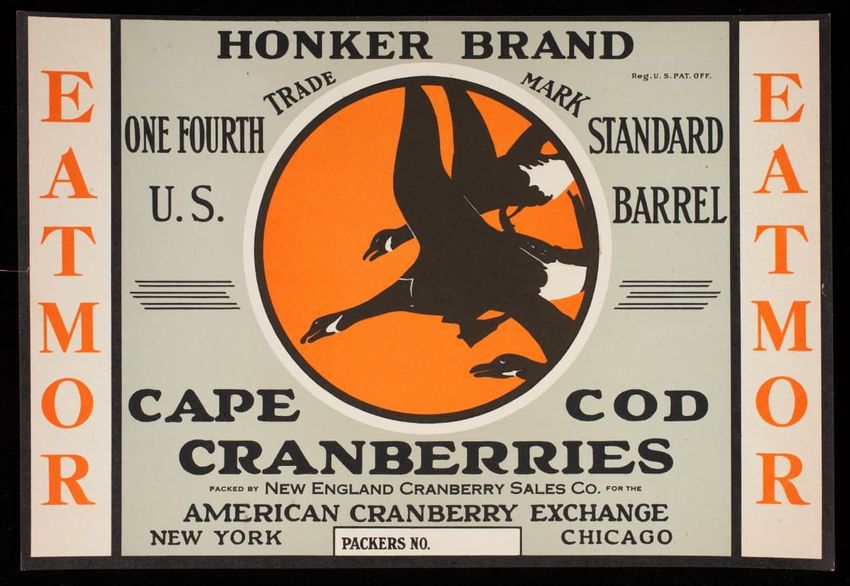 HONKER BRAND
Reg. U.S. PAT. OFF.
TRADE MARK
ONE FOURTH STANDARD
U.S. BARREL
EATMOR
EATMOR
CAPE COD
CRANBERRIES
PACKED BY NEW ENGLAND CRANBERRY SALES CO. FOR THE
AMERICAN CRANBERRY EXCHANGE
NEW YORK CHICAGO
PACKERS NO.